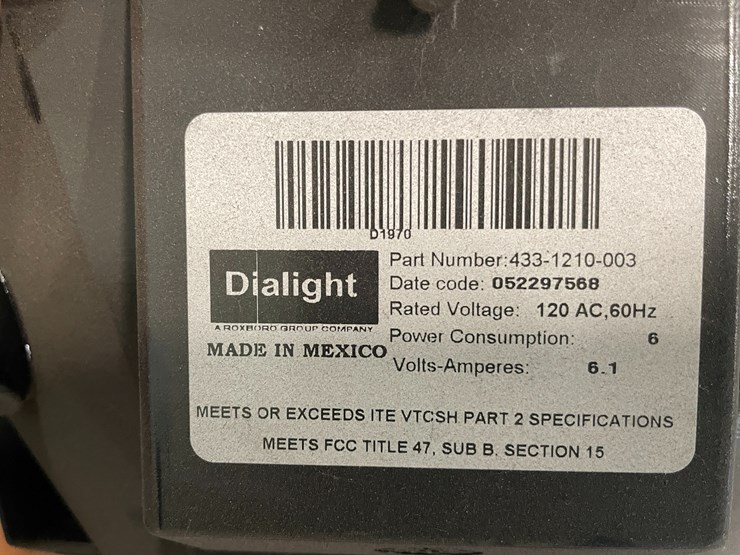 D1970
Dialight
A ROXBORO GROUP COMPANY
MADE IN MEXICO
Part Number:433-1210-003
Date code: 052297568
Rated Voltage: 120 AC,60Hz
Power Consumption: 6
Volts-Amperes: 6.1
MEETS OR EXCEEDS ITE VTCSH PART 2 SPECIFICATIONS
MEETS FCC TITLE 47, SUB B. SECTION 15